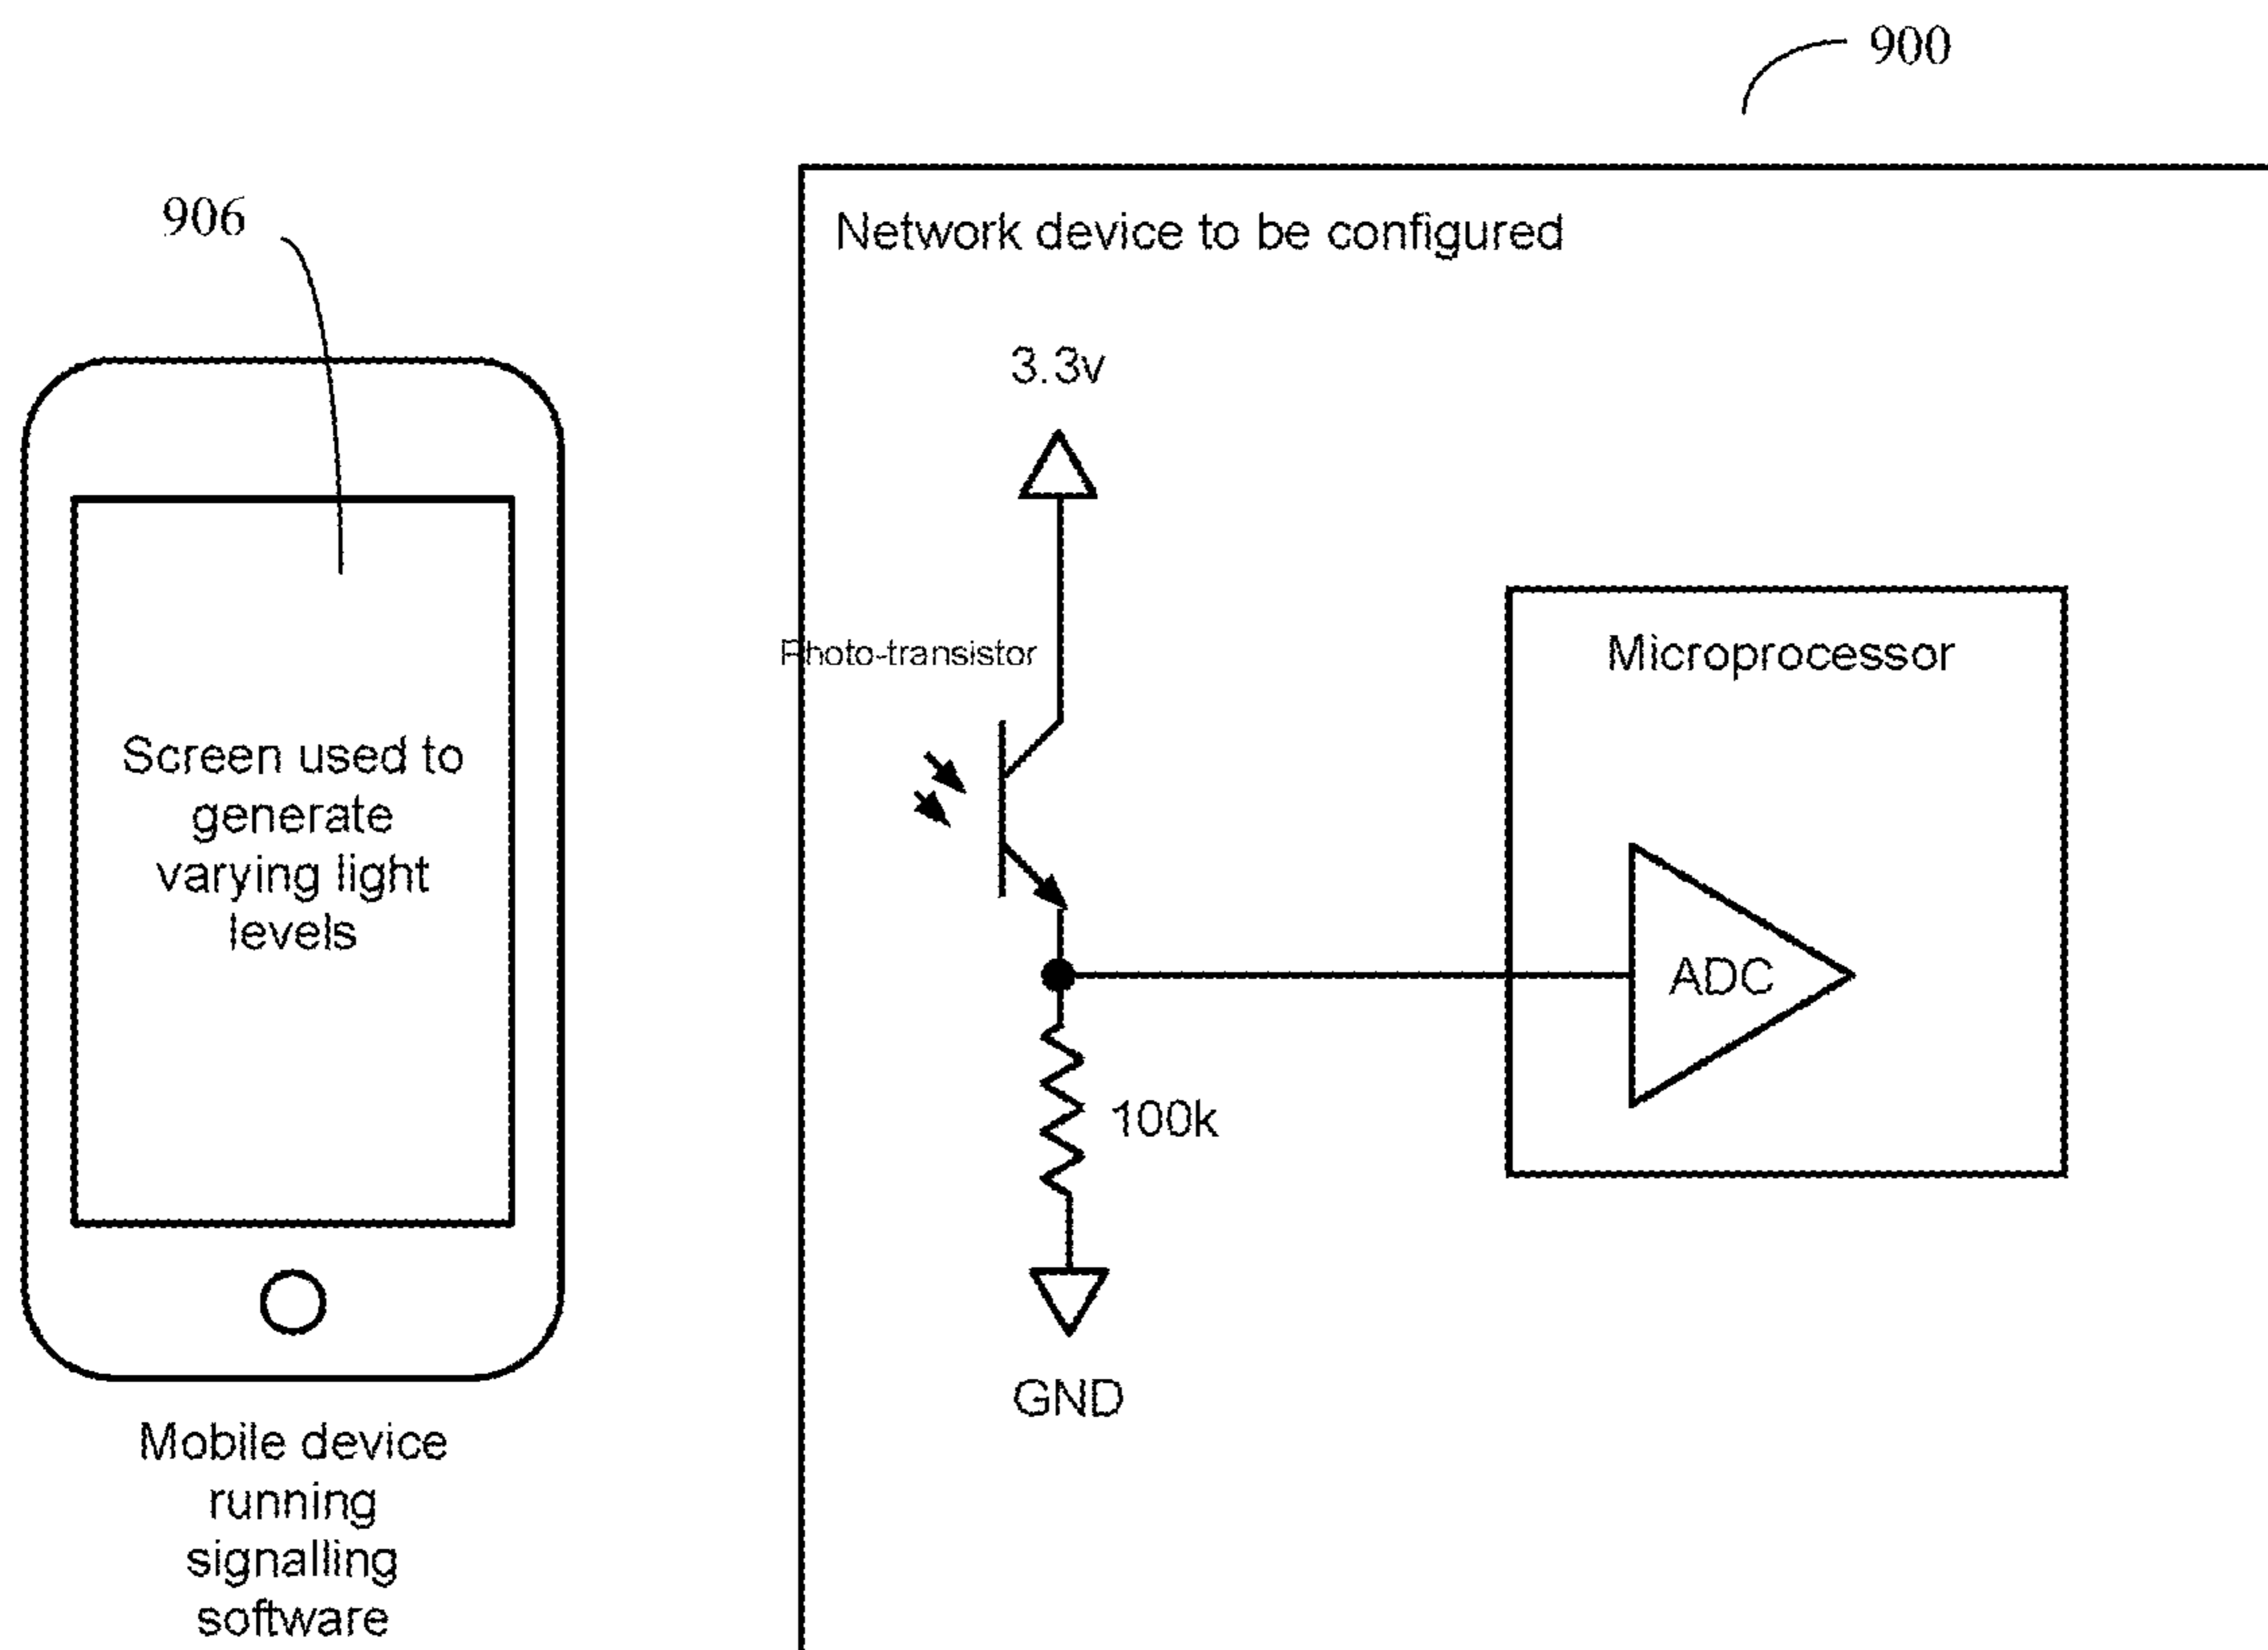 900
906
Network device to be configured
3.3v
Photo-transistor
Microprocessor
Screen used to
generate
varying light
levels
ADC
100k
GND
Mobile device
running
signalling
software